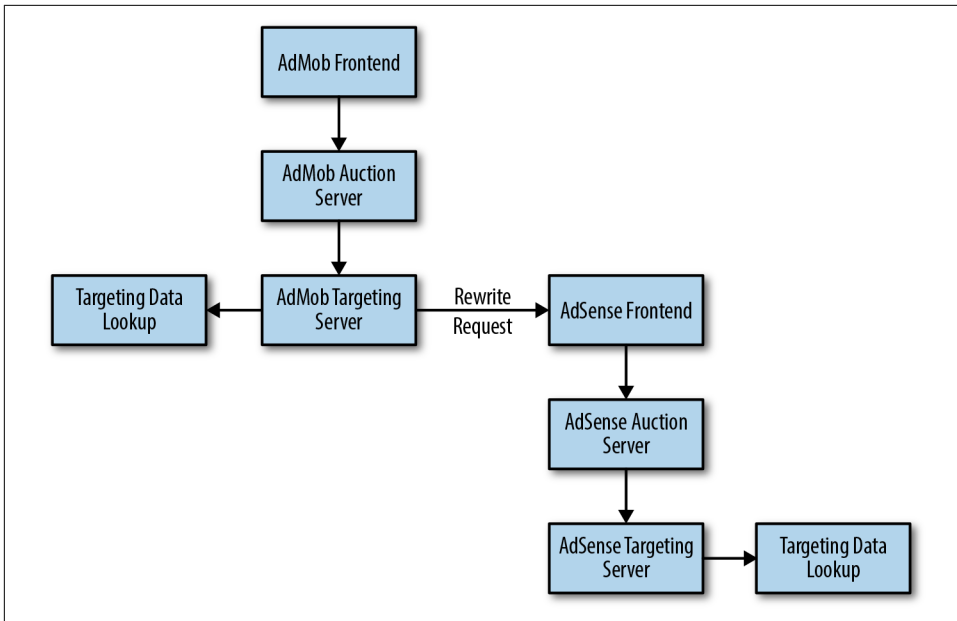 AdMob Frontend
AdMob Auction
Server
Targeting Data
Lookup
AdMob Targeting
Server
Rewrite
Request
AdSense Frontend
AdSense Auction
Server
AdSense Targeting
Server
Targeting Data
Lookup